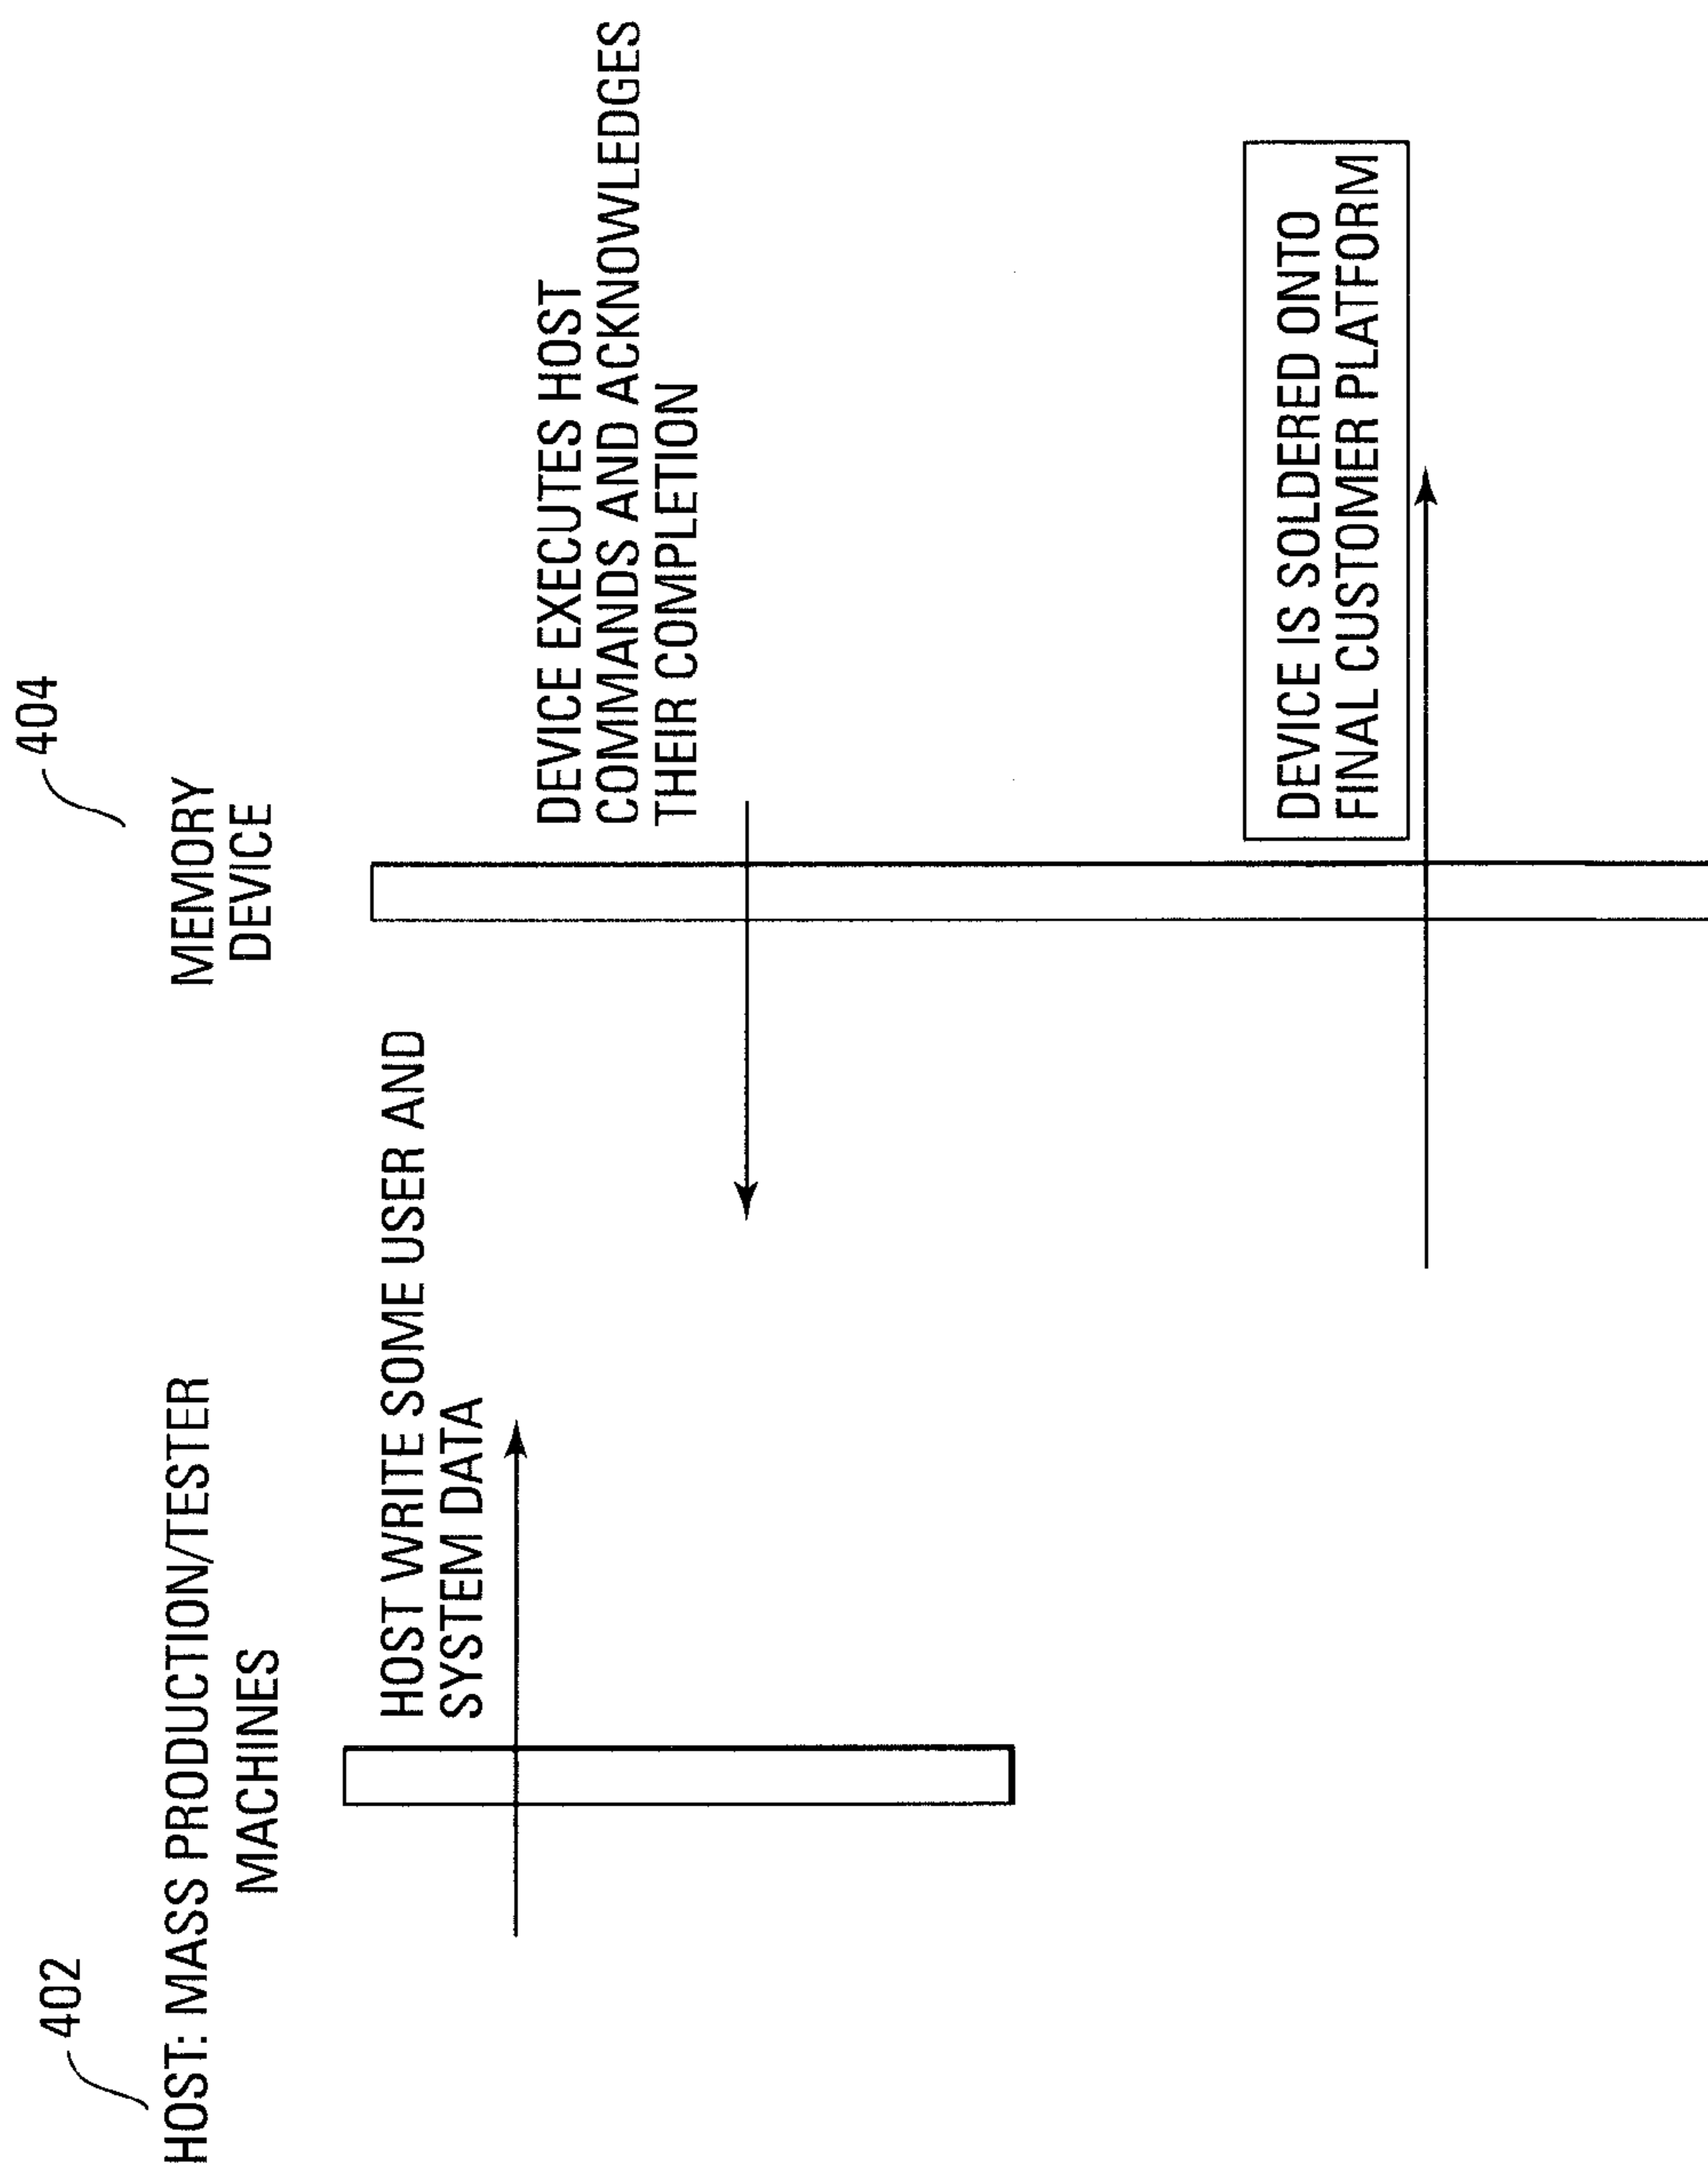 402
HOST: MASS PRODUCTION/TESTER
MACHINES
404
MEMORY
DEVICE
HOST WRITE SOME USER AND
SYSTEM DATA
DEVICE EXECUTES HOST
COMMANDS AND ACKNOWLEDGES
THEIR COMPLETION
DEVICE IS SOLDERED ONTO
FINAL CUSTOMER PLATFORM